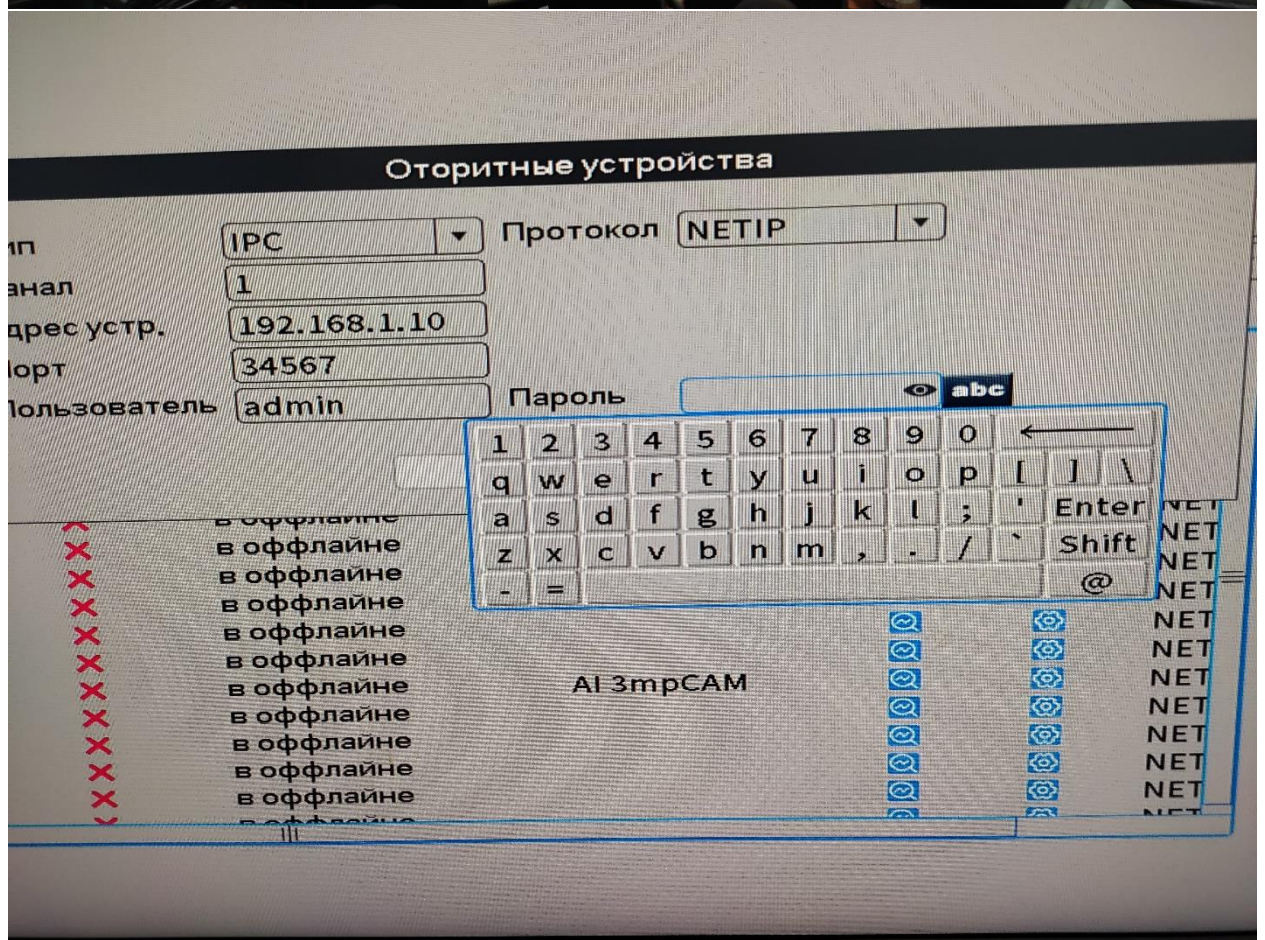 Оторитные устройства
ип IPC Протокол NETIP
анал 1
дрес устр. 192.168.1.10
орт 34567
Пользователь admin Пароль abc
1 2 3 4 5 6 7 8 9 0 ←
q w e r t y u i o p [ ] \
a s d f g h j k l ; ' Enter
z x c v b n m , . / ` Shift
- = @
в оффлайне NET
в оффлайне NET
в оффлайне NET
в оффлайне NET
в оффлайне NET
в оффлайне NET
в оффлайне AI 3mpCAM NET
в оффлайне NET
в оффлайне NET
в оффлайне NET
в оффлайне NET